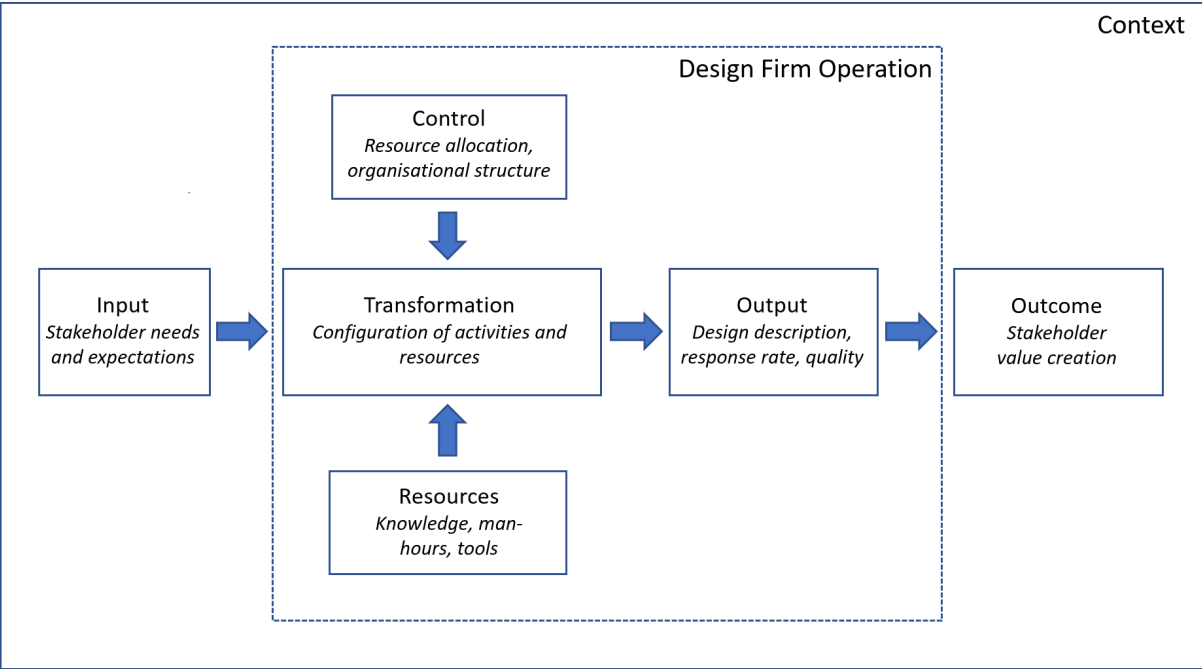 Context
Design Firm Operation
Control
Resource allocation,
organisational structure
Input
Stakeholder needs
and expectations
Transformation
Configuration of activities and
resources
Output
Design description,
response rate, quality
Outcome
Stakeholder
value creation
Resources
Knowledge, man-
hours, tools